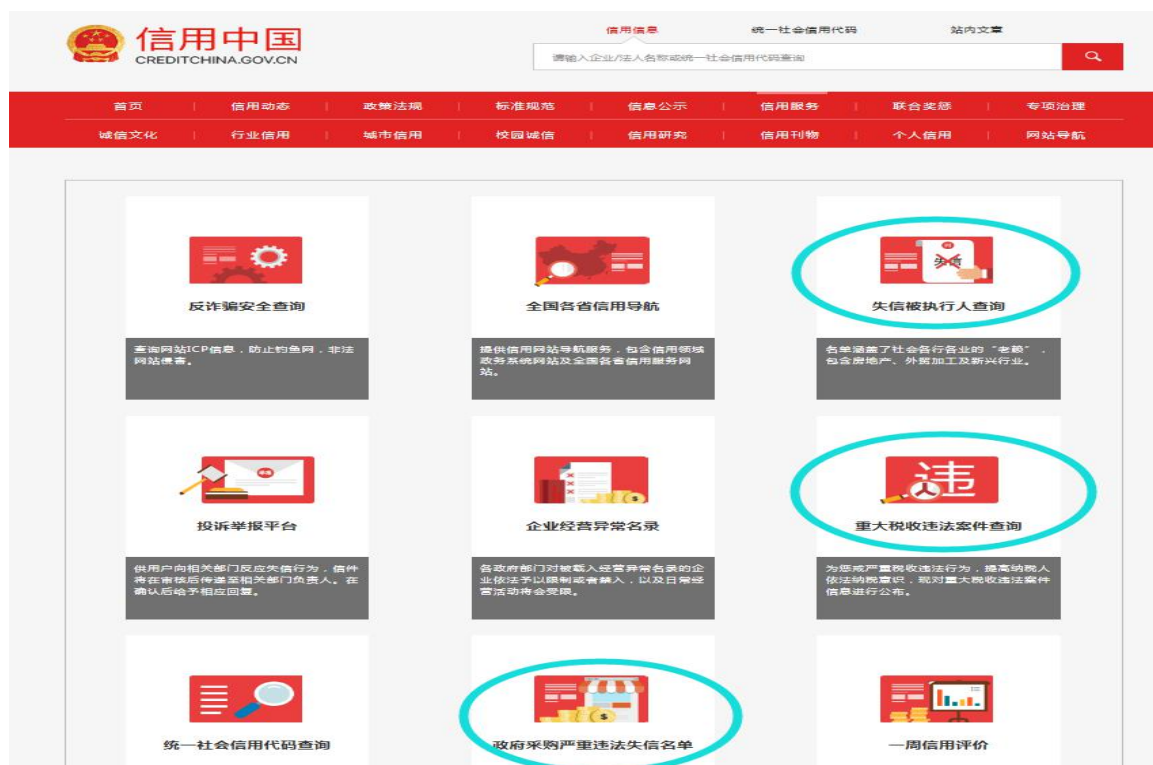 信用中国
CREDITCHINA.GOV.CN
信用信息 统一社会信用代码 站内文章
请输入企业/法人名称或统一社会信用代码查询
首页 信用动态 政策法规 标准规范 信息公示 信用服务 联合奖惩 专项治理
诚信文化 行业信用 城市信用 校园诚信 信用研究 信用刊物 个人信用 网站导航
反诈骗安全查询
全国各省信用导航
失信被执行人查询
查询网站ICP信息，防止钓鱼网，非法
网站侵害。
提供信用网站导航服务，包含信用领域
政务系统网站及全国各省信用服务网
站。
名单涵盖了社会各行各业的“老赖”，
包含房地产、外贸加工及新兴行业。
违
投诉举报平台
企业经营异常名录
重大税收违法案件查询
供用户向相关部门反应失信行为，信件
将在审核后传递至相关部门负责人。在
确认后给予相应回复。
各政府部门对被载入经营异常名录的企
业依法予以限制或者禁入，以及日常经
营活动将会受限。
为惩戒严重税收违法行为，提高纳税人
依法纳税意识，现对重大税收违法案件
信息进行公布。
统一社会信用代码查询
政府采购严重违法失信名单
一周信用评价